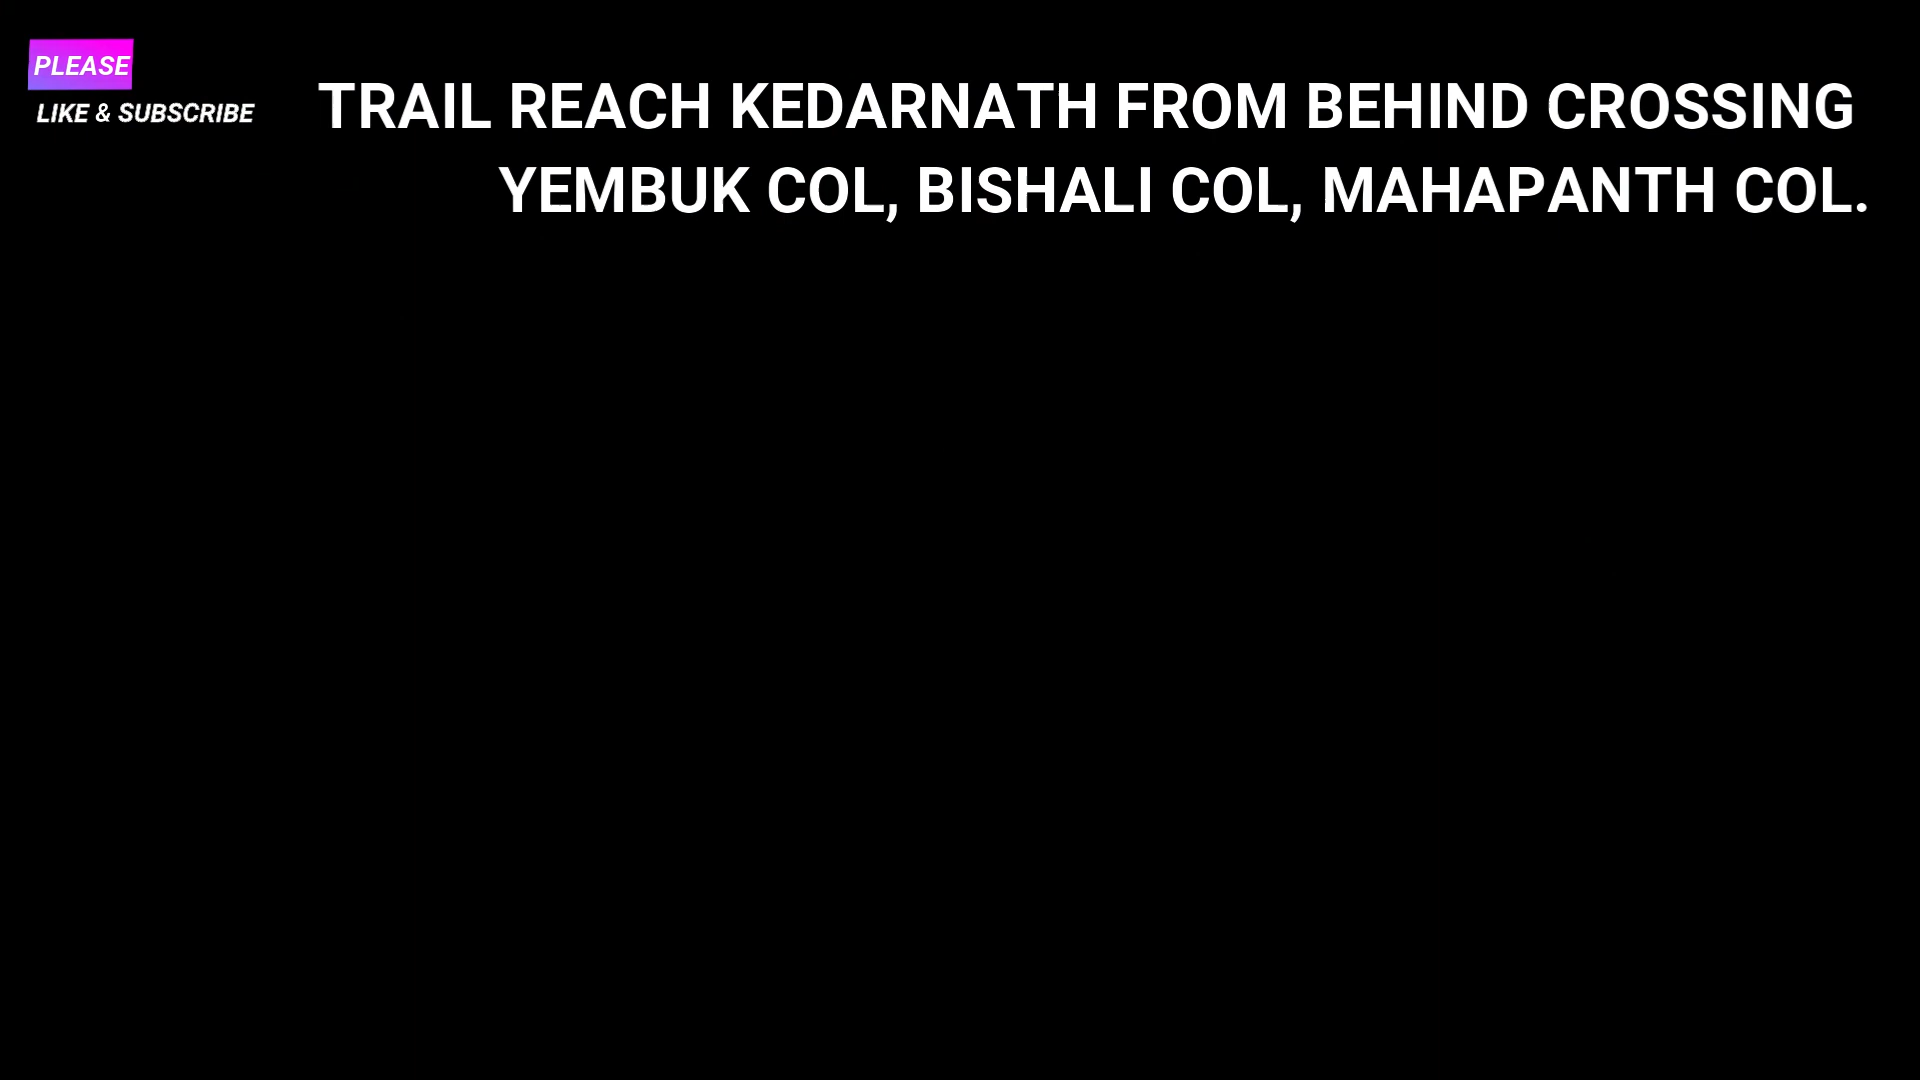 PLEASE
LIKE & SUBSCRIBE
TRAIL REACH KEDARNATH FROM BEHIND CROSSING
YEMBUK COL, BISHALI COL, MAHAPANTH COL.